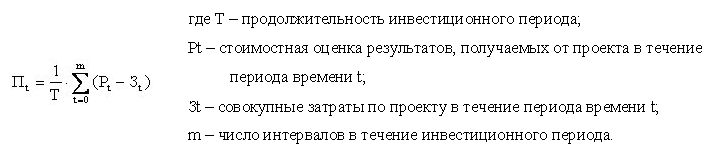 где T – продолжительность инвестиционного периода;
Pt – стоимостная оценка результатов, получаемых от проекта в течение
периода времени t;
Пt = 1/T · ∑(m, t=0) (Pt – Зt)
Зt – совокупные затраты по проекту в течение периода времени t;
m – число интервалов в течение инвестиционного периода.